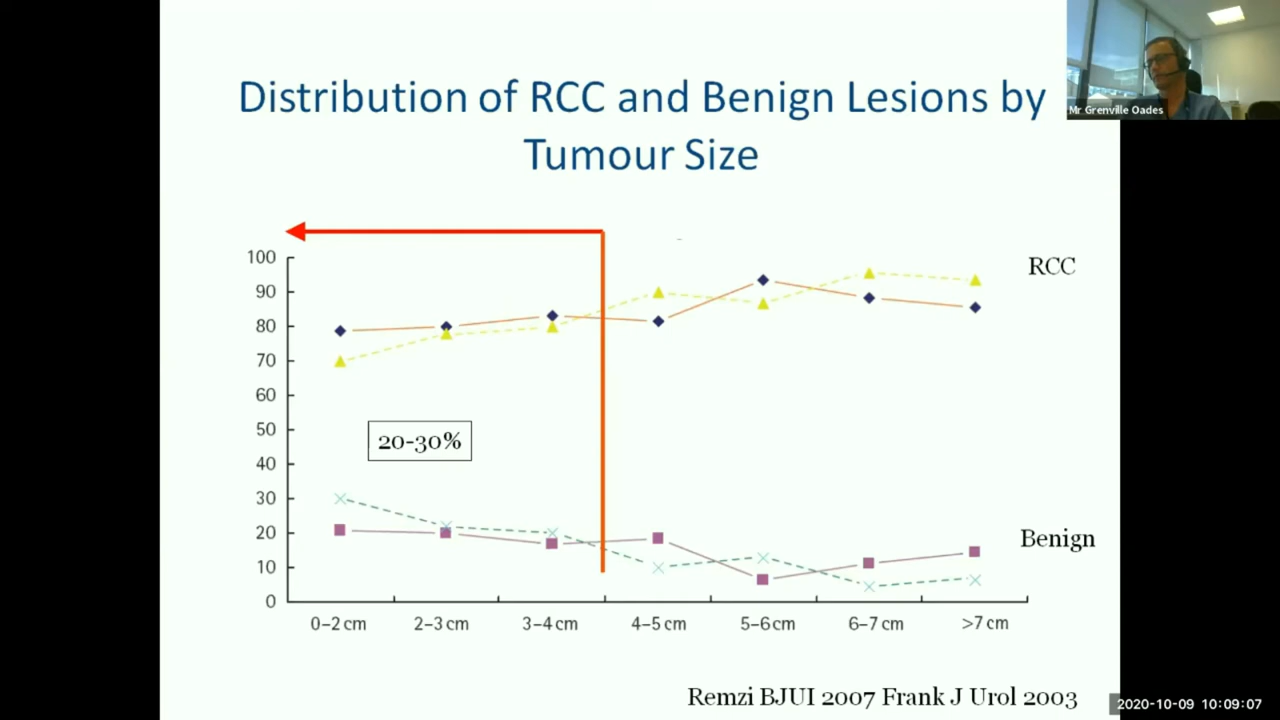 Mr Grenville Oades
Distribution of RCC and Benign Lesions by
Tumour Size
100
90
80
70
60
50
40
30
20
10
0
RCC
20-30%
Benign
0–2 cm 2–3 cm 3–4 cm 4–5 cm 5–6 cm 6–7 cm >7 cm
Remzi BJUI 2007 Frank J Urol 2003
2020-10-09 10:09:07